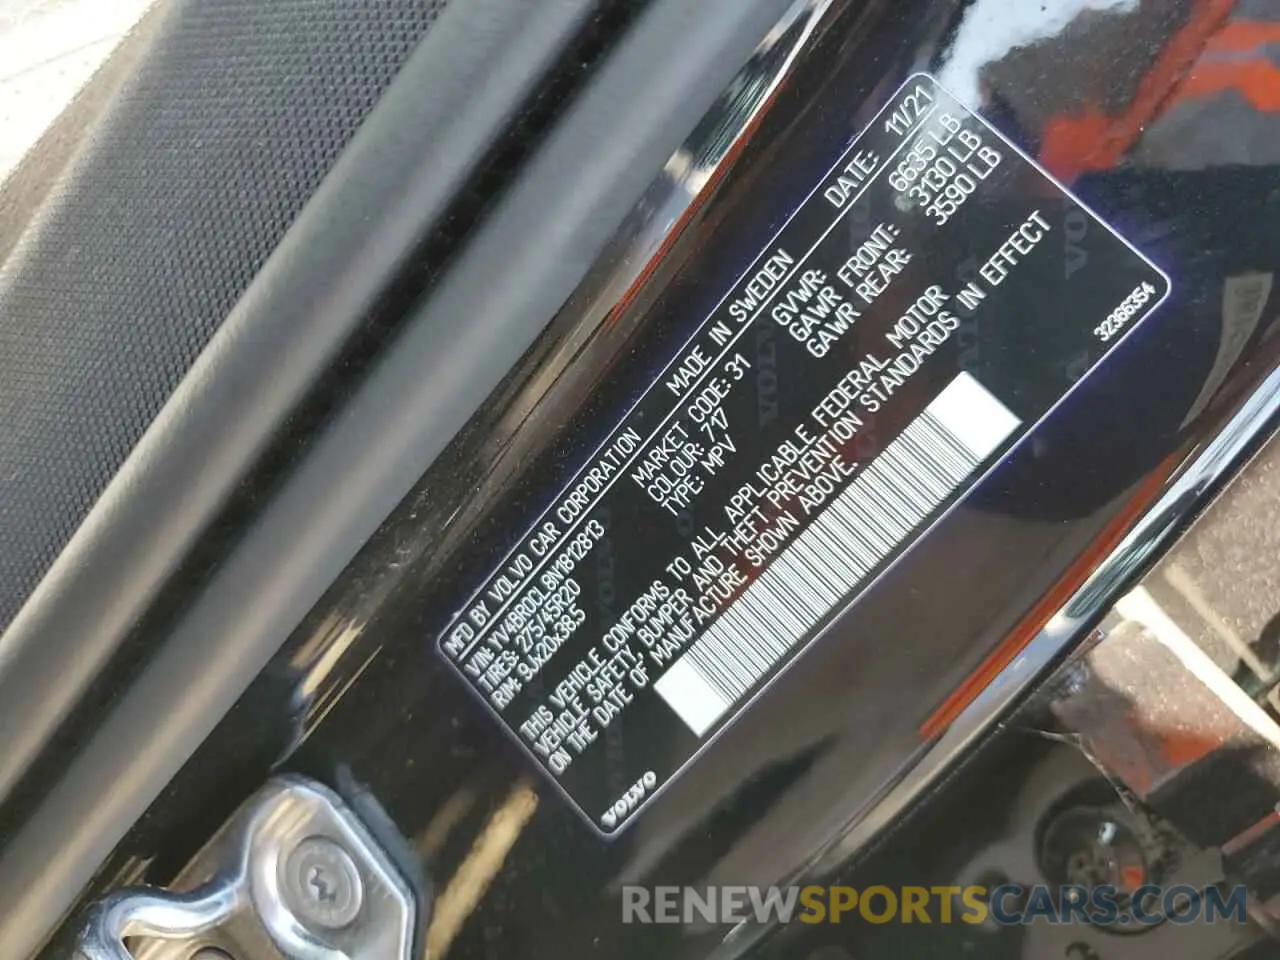 MFD BY VOLVO CAR CORPORATION MADE IN SWEDEN DATE: 11/21
VIN: YV4BR0CL8N1812813 MARKET CODE: 31 GVWR: 6635 LB
TIRES: 275/45R20 COLOUR: 717 GAWR FRONT: 3130 LB
RIM: 9Jx20x38.5 TYPE: MPV GAWR REAR: 3590 LB
THIS VEHICLE CONFORMS TO ALL APPLICABLE FEDERAL MOTOR
VEHICLE SAFETY, BUMPER AND THEFT PREVENTION STANDARDS IN EFFECT
ON THE DATE OF MANUFACTURE SHOWN ABOVE.
VOLVO
32366354
RENEWSPORTSCARS.COM